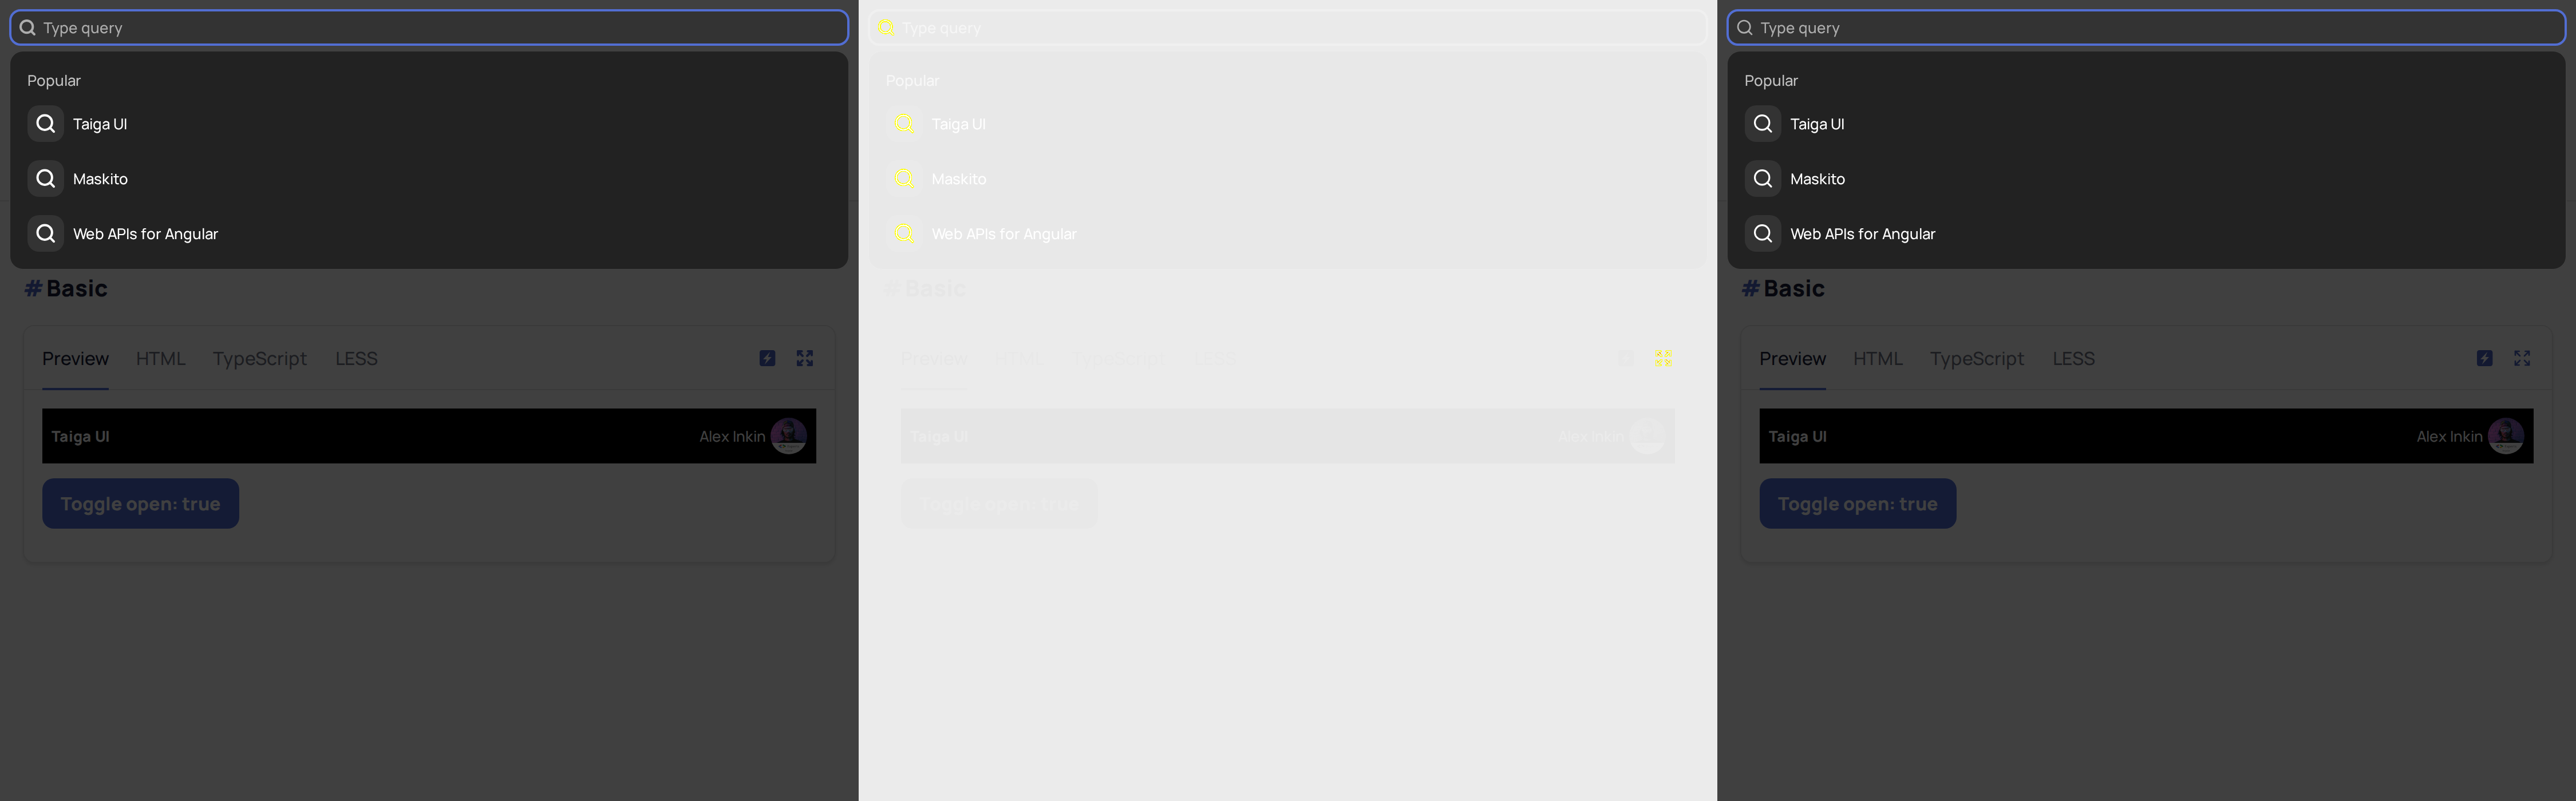 Type query
Popular
Taiga UI
Maskito
Web APIs for Angular
# Basic
Preview HTML TypeScript LESS
Taiga UI Alex Inkin
Toggle open: true
Type query
Popular
Taiga UI
Maskito
Web APIs for Angular
# Basic
Preview HTML TypeScript LESS
Taiga UI Alex Inkin
Toggle open: true
Type query
Popular
Taiga UI
Maskito
Web APIs for Angular
# Basic
Preview HTML TypeScript LESS
Taiga UI Alex Inkin
Toggle open: true